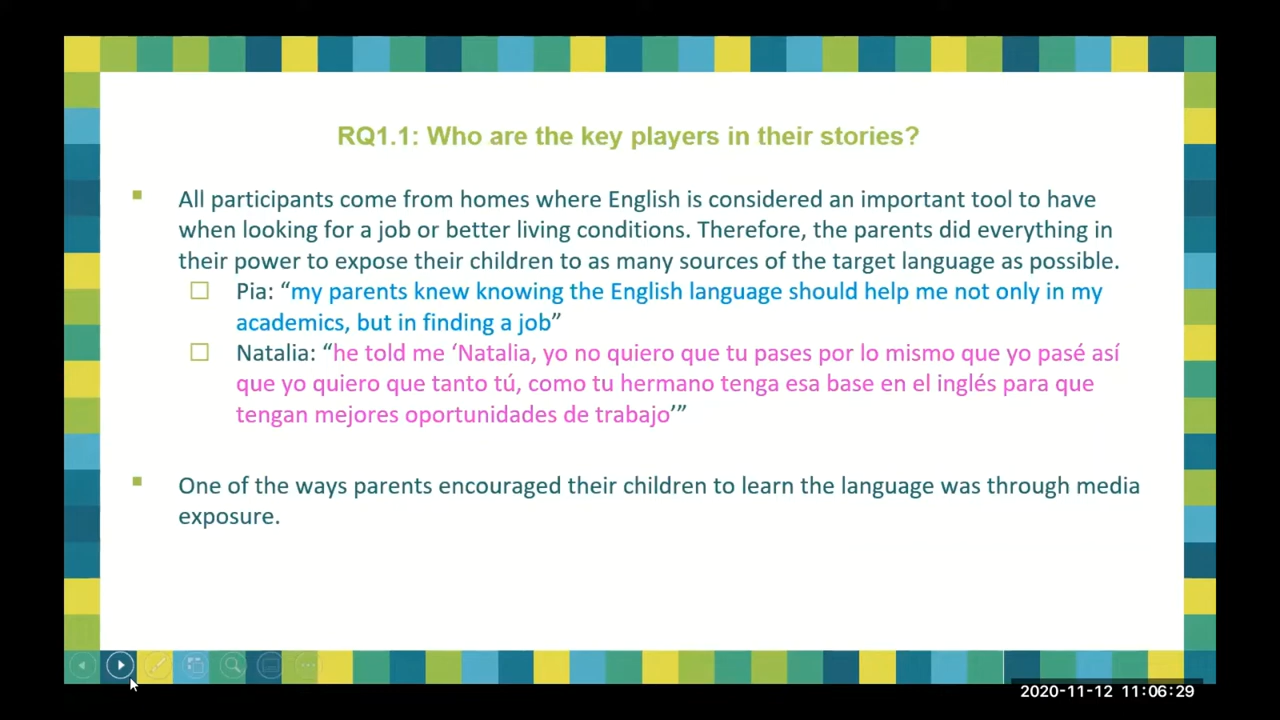 RQ1.1: Who are the key players in their stories?
All participants come from homes where English is considered an important tool to have
when looking for a job or better living conditions. Therefore, the parents did everything in
their power to expose their children to as many sources of the target language as possible.
Pia: “my parents knew knowing the English language should help me not only in my
academics, but in finding a job”
Natalia: “he told me ‘Natalia, yo no quiero que tu pases por lo mismo que yo pasé así
que yo quiero que tanto tú, como tu hermano tenga esa base en el inglés para que
tengan mejores oportunidades de trabajo’”
One of the ways parents encouraged their children to learn the language was through media
exposure.
2020-11-12 11:06:29